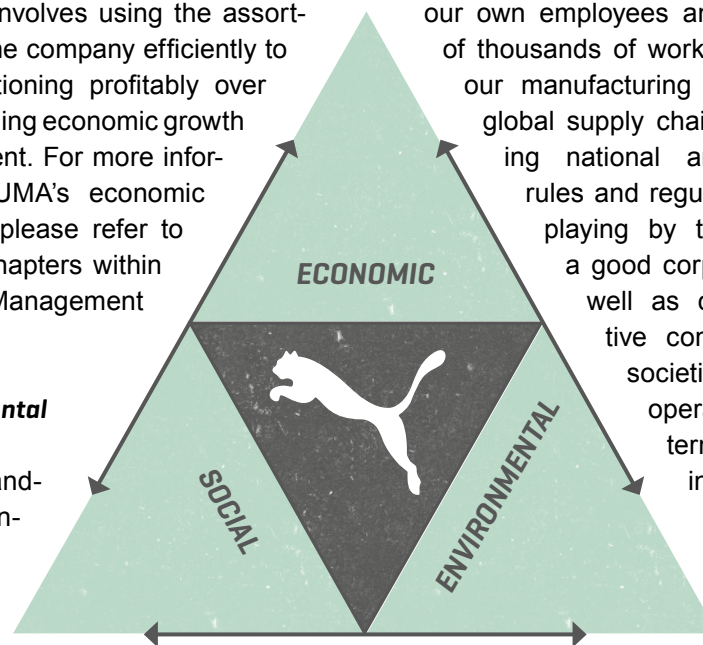 nvolves using the assort-
ne company efficiently to
tioning profitably over
ing economic growth
ent. For more infor-
UMA’s economic
please refer to
hapters within
Management
ental
and-
n-
our own employees an
of thousands of work
our manufacturing
global supply chai
ing national an
rules and regu
playing by t
a good corp
well as c
tive con
societi
opera
tern
in
ECONOMIC
SOCIAL
ENVIRONMENTAL